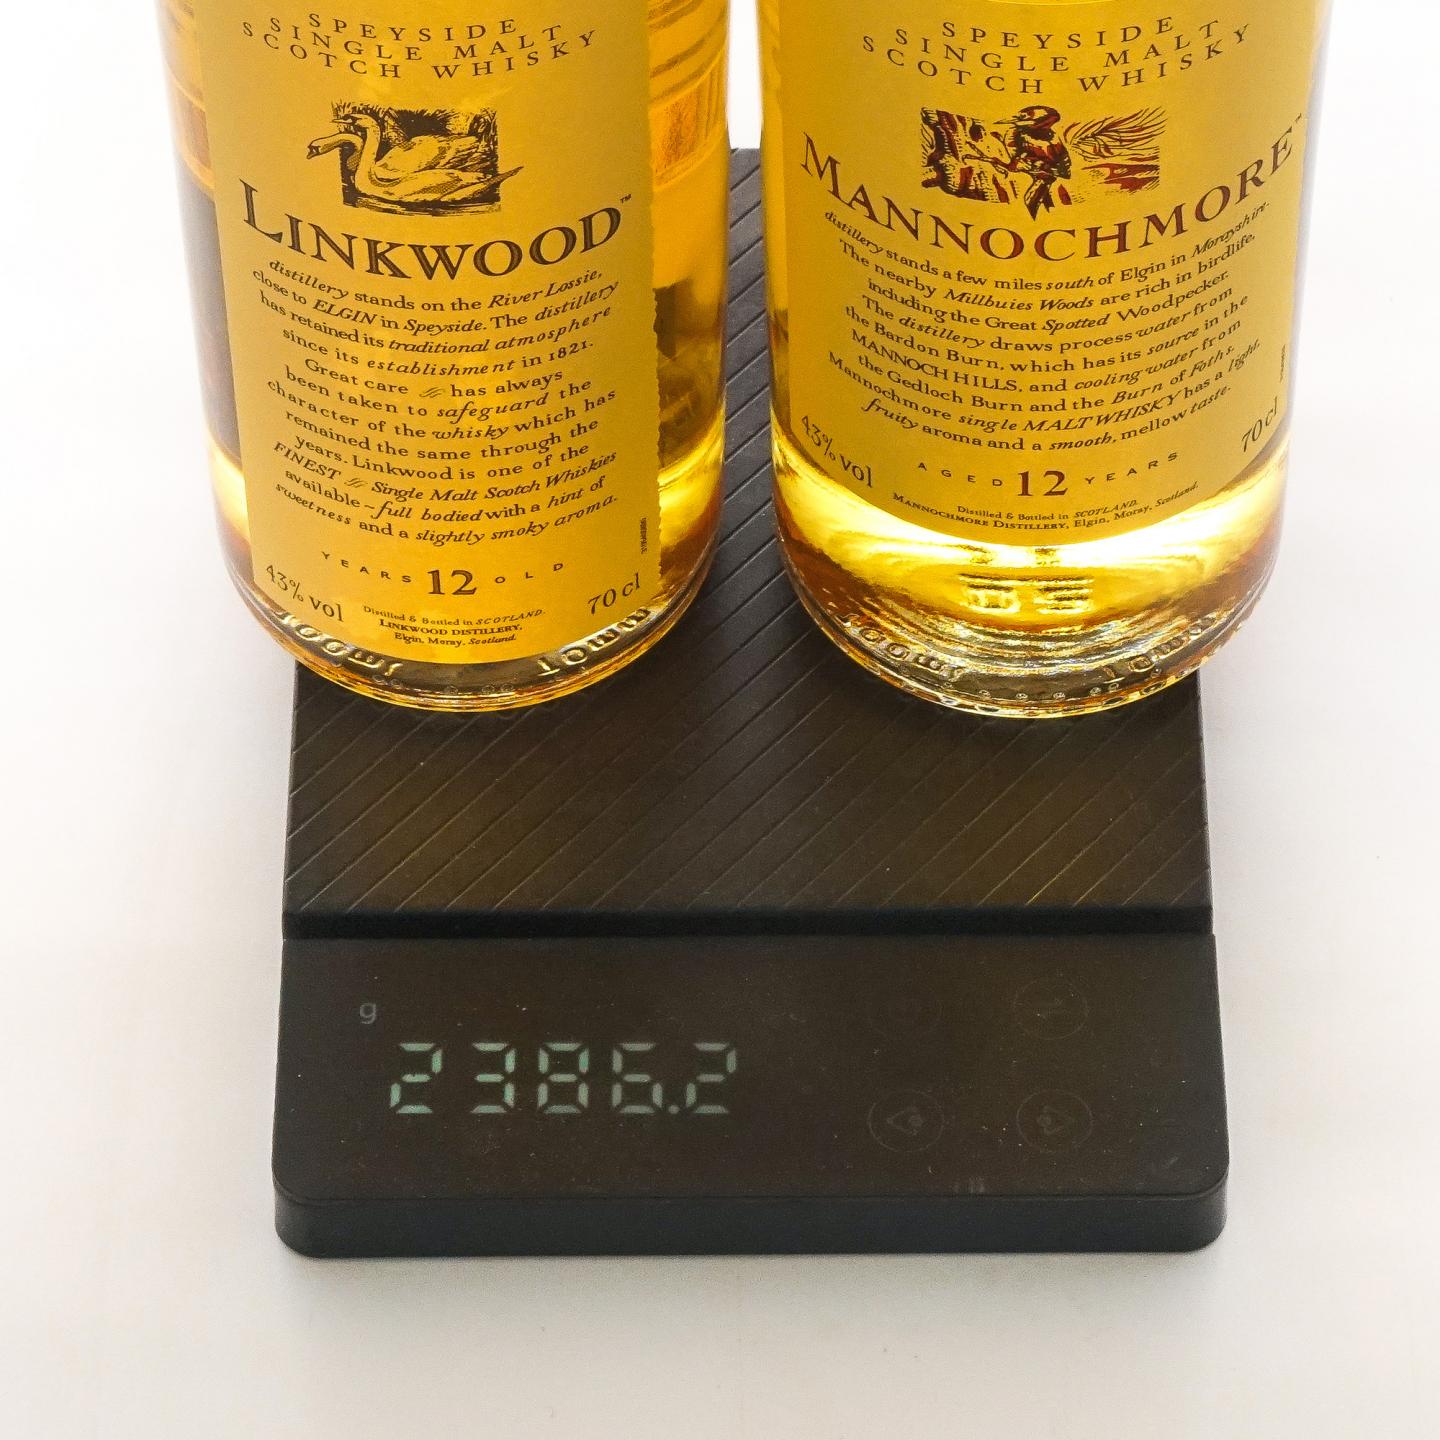 SPEYSIDE
SINGLE MALT
SCOTCH WHISKY
LINKWOOD™
distillery stands on the River Lossie,
close to ELGIN in Speyside. The distillery
has retained its traditional atmosphere
since its establishment in 1821.
Great care has always
been taken to safeguard the
character of the whisky which has
remained the same through the
years. Linkwood is one of the
FINEST Single Malt Scotch Whiskies
available ~ full bodied with a hint of
sweetness and a slightly smoky aroma.
YEARS 12 OLD
43% vol
70 cl
Distilled & Bottled in SCOTLAND.
LINKWOOD DISTILLERY,
Elgin, Moray, Scotland.
SPEYSIDE
SINGLE MALT
SCOTCH WHISKY
MANNOCHMORE™
distillery stands a few miles south of Elgin in Morayshire.
The nearby Millbuies Woods are rich in birdlife,
including the Great Spotted Woodpecker.
The distillery draws process water from
the Bardon Burn, which has its source in the
MANNOCH HILLS, and cooling water from
the Gedloch Burn and the Burn of Foths.
Mannochmore single MALT WHISKY has a light,
fruity aroma and a smooth, mellow taste.
43% vol
AGED 12 YEARS
70 cl
Distilled & Bottled in SCOTLAND.
MANNOCHMORE DISTILLERY, Elgin, Moray, Scotland.
g
2386.2